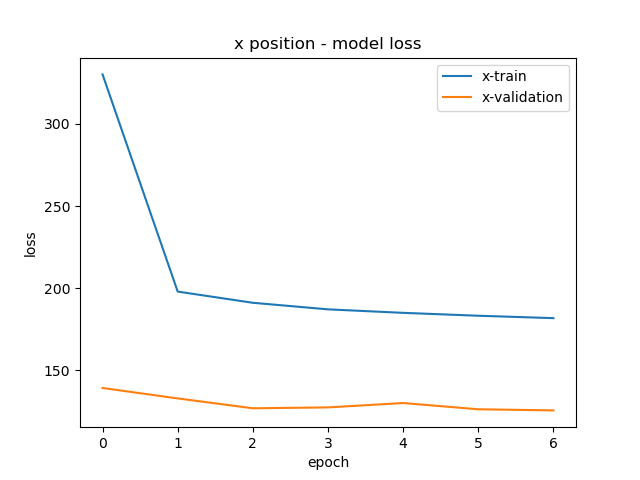 x position - model loss
x-train
x-validation
300
250
200
150
loss
0 1 2 3 4 5 6
epoch